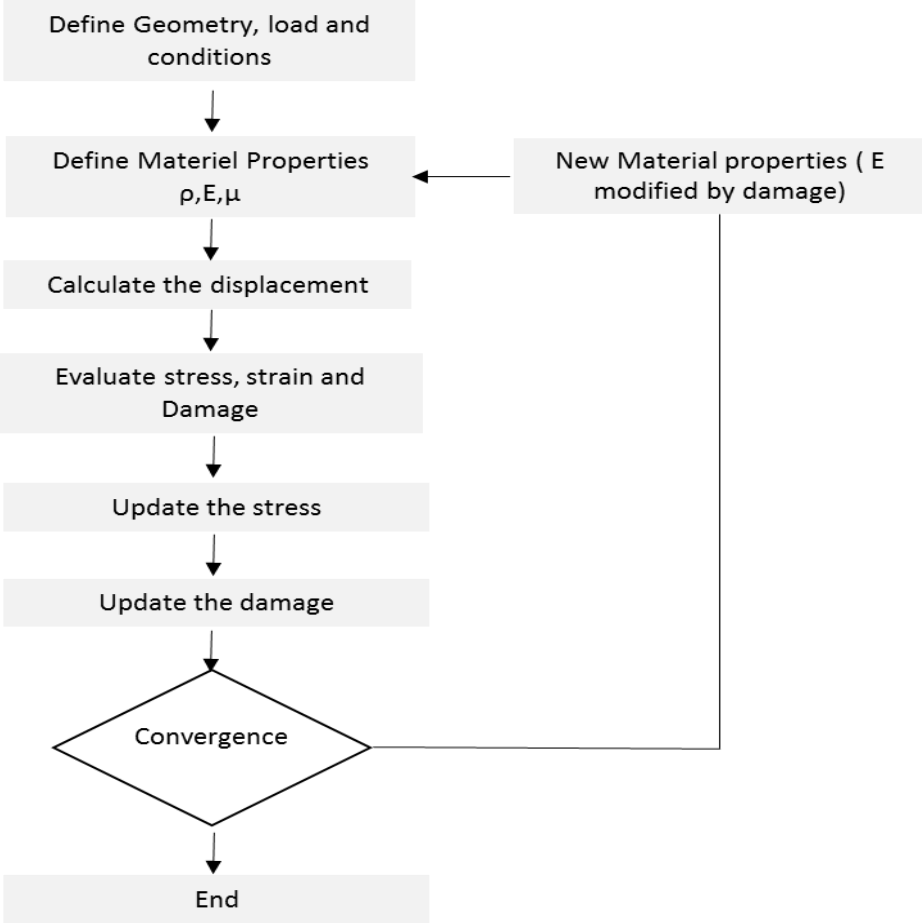 Define Geometry, load and
conditions
Define Materiel Properties
ρ,E,μ
New Material properties ( E
modified by damage)
Calculate the displacement
Evaluate stress, strain and
Damage
Update the stress
Update the damage
Convergence
End